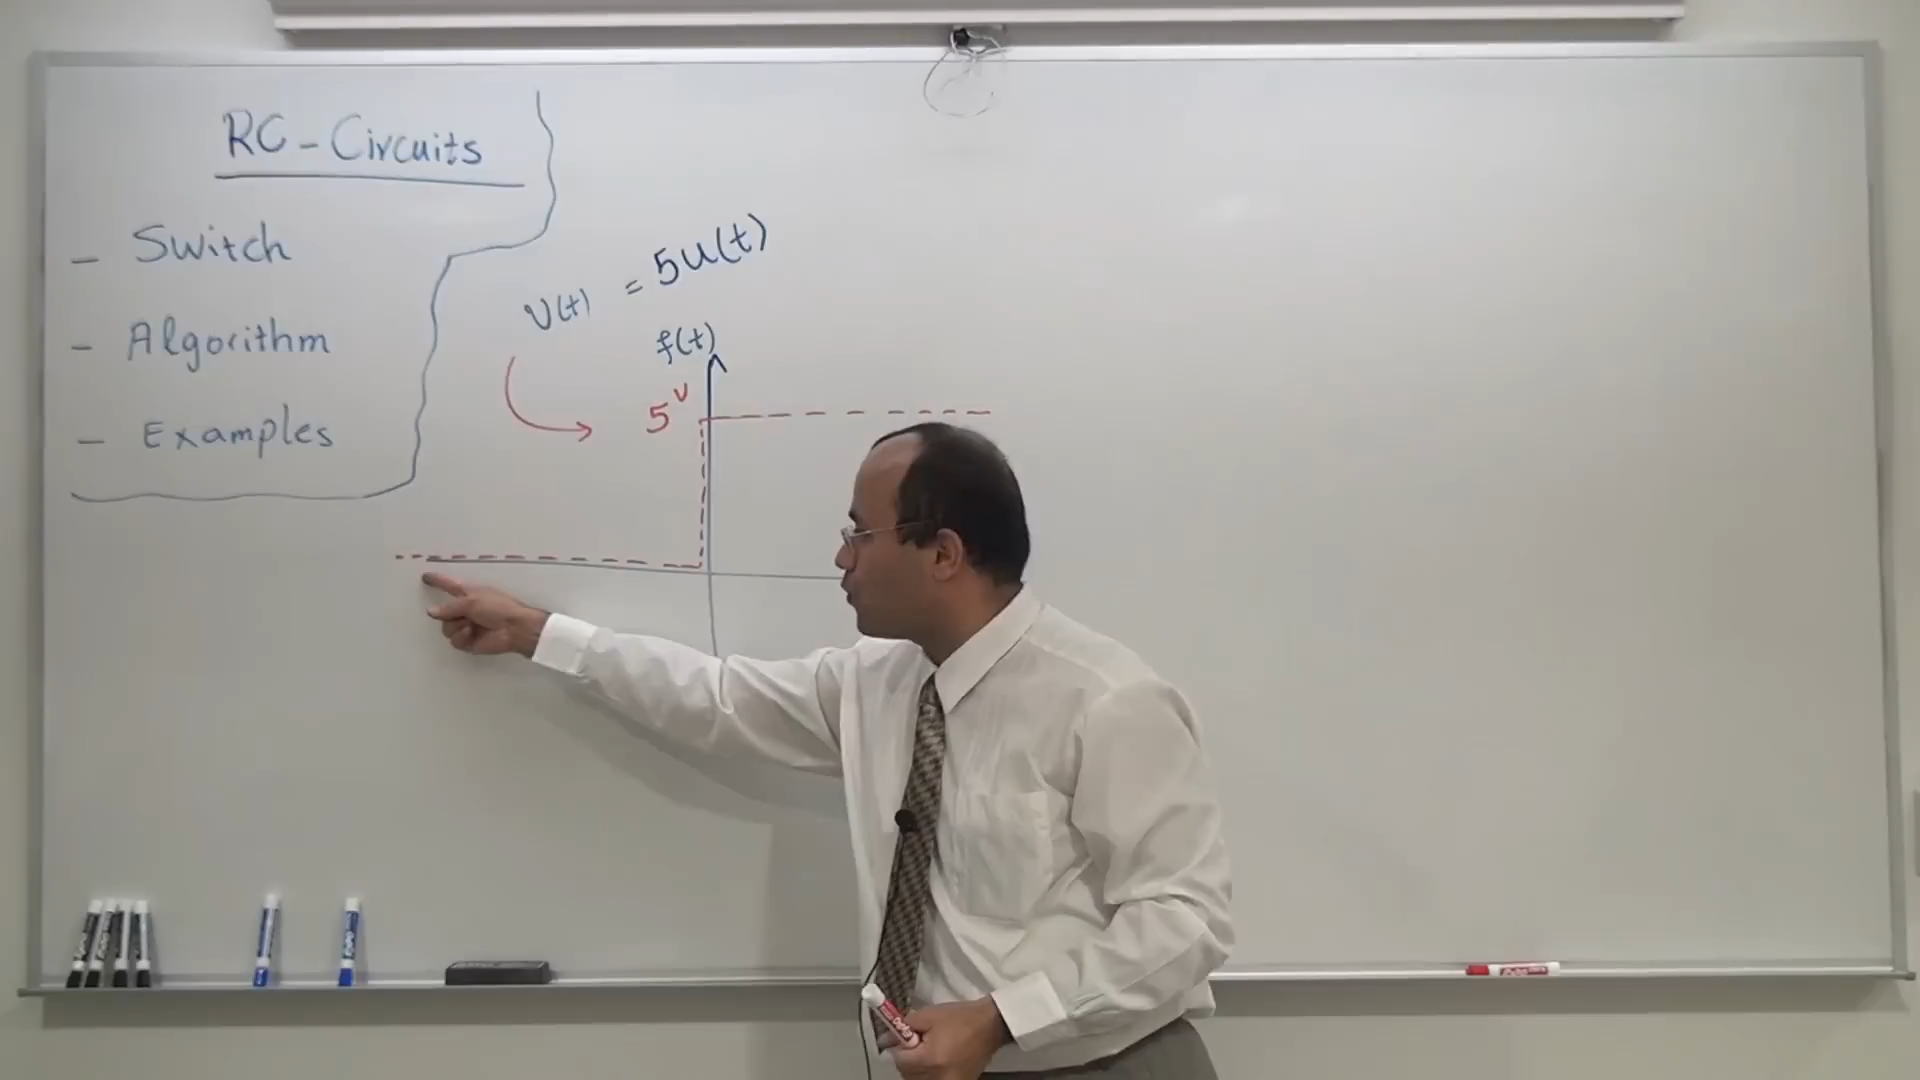 RC-Circuits
- Switch
- Algorithm
- Examples
v(t) = 5u(t)
f(t)
5v